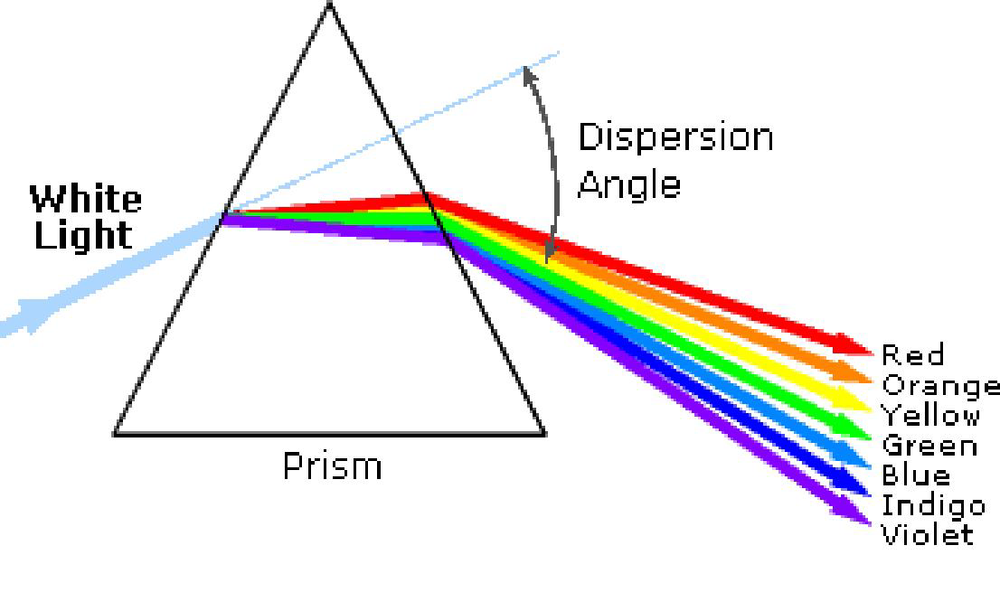 White
Light
Dispersion
Angle
Prism
Red
Orange
Yellow
Green
Blue
Indigo
Violet